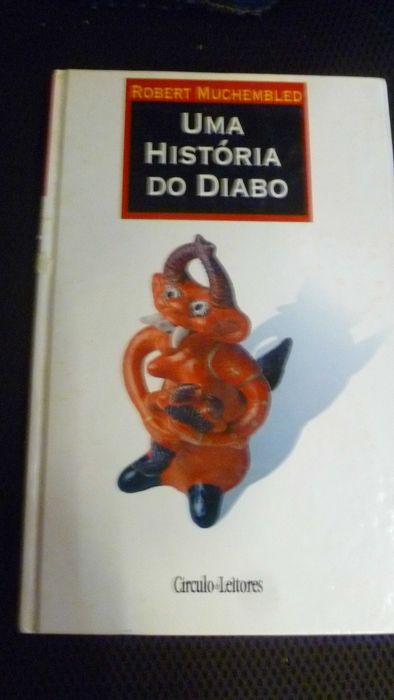 ROBERT MUCHEMBLED
UMA
HISTÓRIA
DO DIABO
Círculo de Leitores